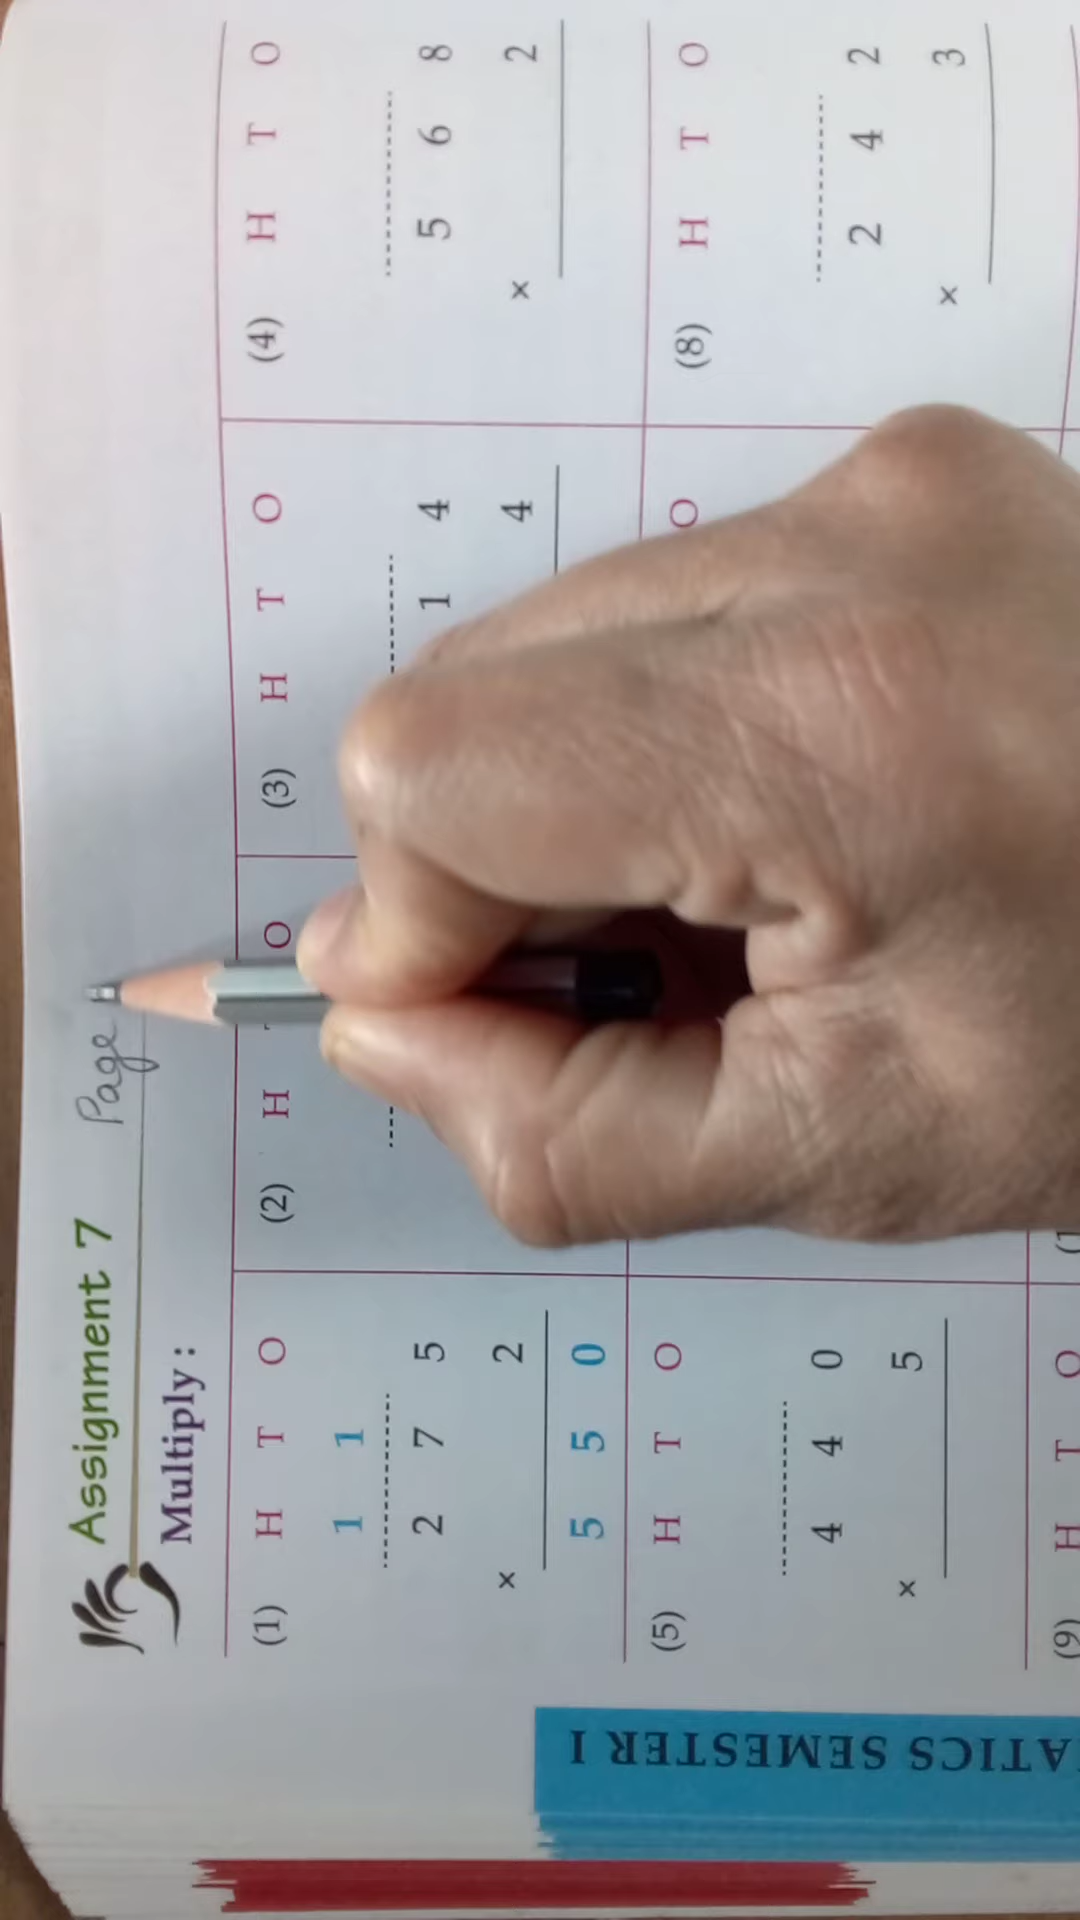 Assignment 7 Page
Multiply :
(1) H T O
1 1
2 7 5
× 2
5 5 0
(2) H O
(3) H T O
1 4
4
(4) H T O
5 6 8
× 2
(5) H T O
4 4 0
× 5
O
(8) H T O
2 4 2
× 3
(9) H T O
ATICS SEMESTER I